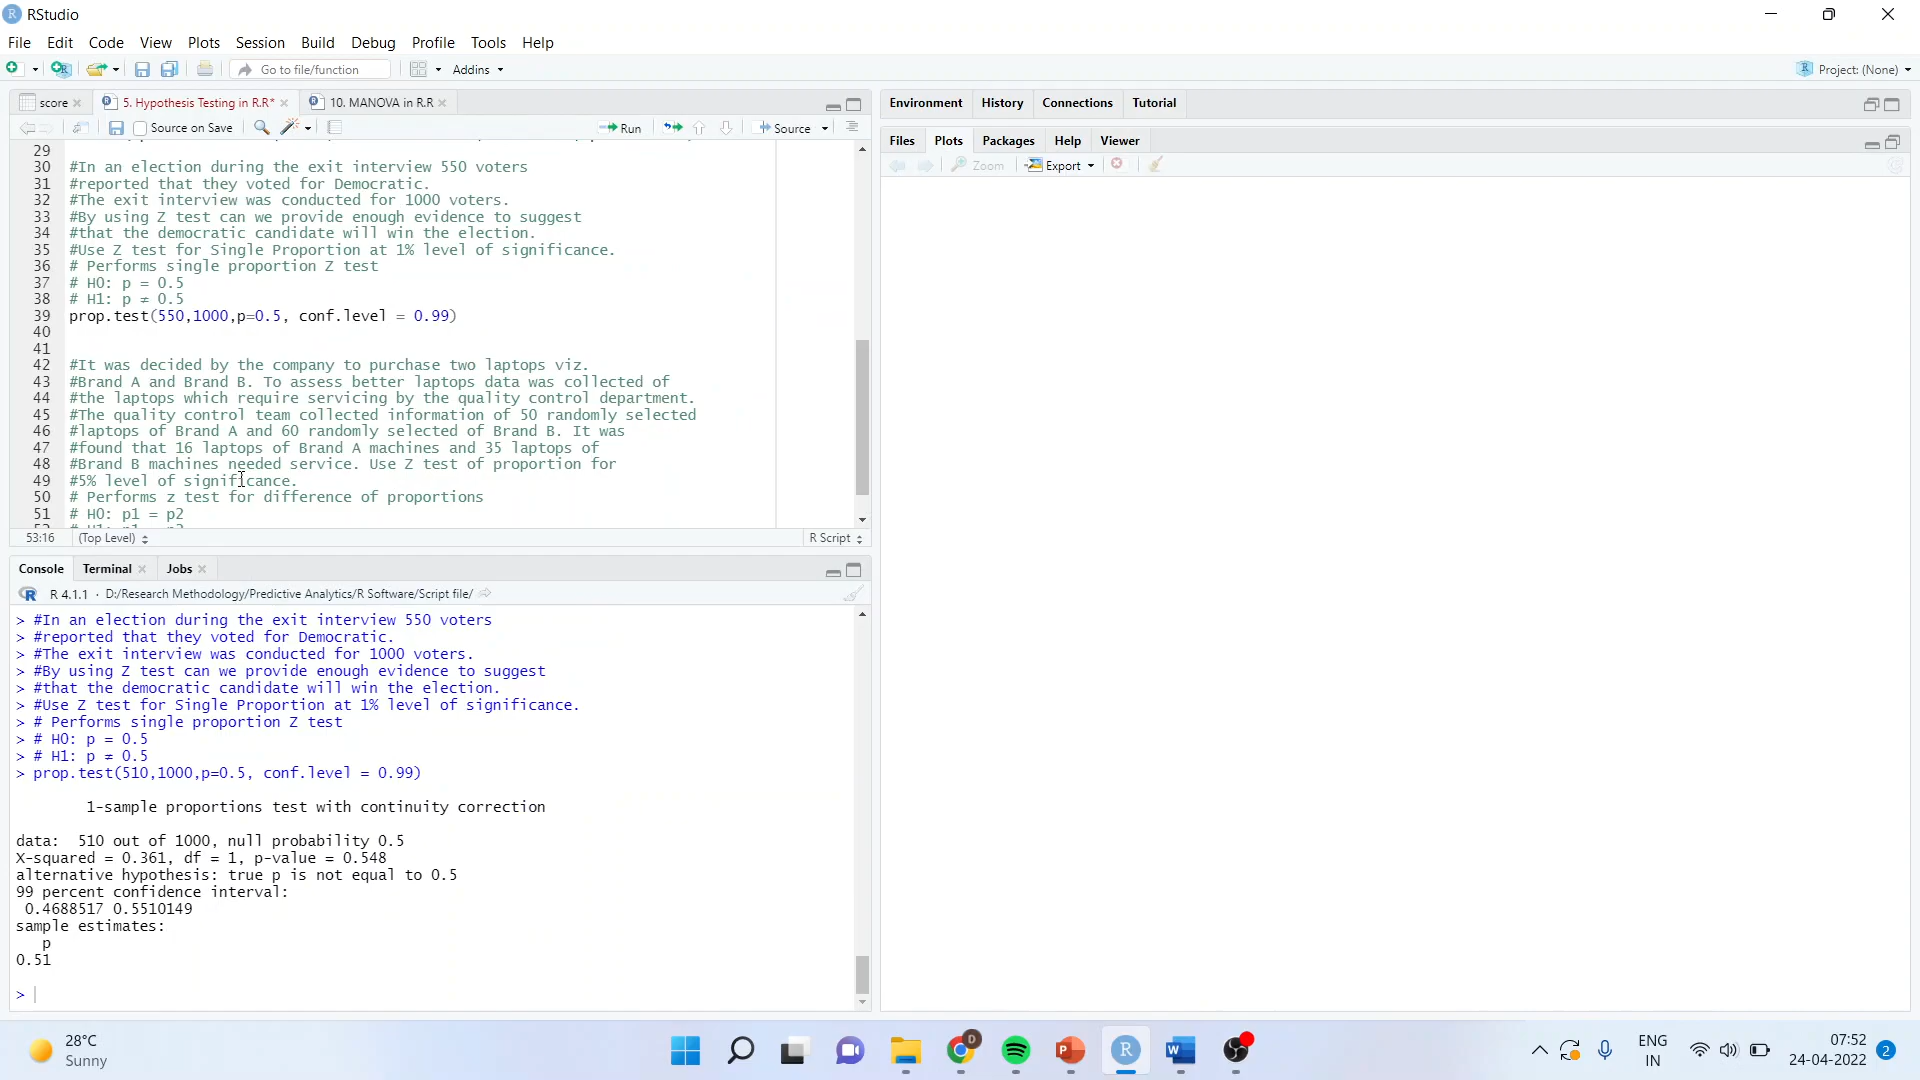 RStudio
File Edit Code View Plots Session Build Debug Profile Tools Help
Go to file/function Addins Project: (None)
score 5. Hypothesis Testing in R.R* 10. MANOVA in R.R
Source on Save Run Source
29
30 #In an election during the exit interview 550 voters
31 #reported that they voted for Democratic.
32 #The exit interview was conducted for 1000 voters.
33 #By using Z test can we provide enough evidence to suggest
34 #that the democratic candidate will win the election.
35 #Use Z test for Single Proportion at 1% level of significance.
36 # Performs single proportion Z test
37 # H0: p = 0.5
38 # H1: p ≠ 0.5
39 prop.test(550,1000,p=0.5, conf.level = 0.99)
40
41
42 #It was decided by the company to purchase two laptops viz.
43 #Brand A and Brand B. To assess better laptops data was collected of
44 #the laptops which require servicing by the quality control department.
45 #The quality control team collected information of 50 randomly selected
46 #laptops of Brand A and 60 randomly selected of Brand B. It was
47 #found that 16 laptops of Brand A machines and 35 laptops of
48 #Brand B machines needed service. Use Z test of proportion for
49 #5% level of significance.
50 # Performs z test for difference of proportions
51 # H0: p1 = p2
53:16 (Top Level) R Script
Console Terminal Jobs
R 4.1.1 · D:/Research Methodology/Predictive Analytics/R Software/Script file/
> #In an election during the exit interview 550 voters
> #reported that they voted for Democratic.
> #The exit interview was conducted for 1000 voters.
> #By using Z test can we provide enough evidence to suggest
> #that the democratic candidate will win the election.
> #Use Z test for Single Proportion at 1% level of significance.
> # Performs single proportion Z test
> # H0: p = 0.5
> # H1: p ≠ 0.5
> prop.test(510,1000,p=0.5, conf.level = 0.99)
1-sample proportions test with continuity correction
data: 510 out of 1000, null probability 0.5
X-squared = 0.361, df = 1, p-value = 0.548
alternative hypothesis: true p is not equal to 0.5
99 percent confidence interval:
0.4688517 0.5510149
sample estimates:
p
0.51
>
Environment History Connections Tutorial
Files Plots Packages Help Viewer
Zoom Export
28°C
Sunny
D
R
W
ENG
IN
07:52
24-04-2022
2